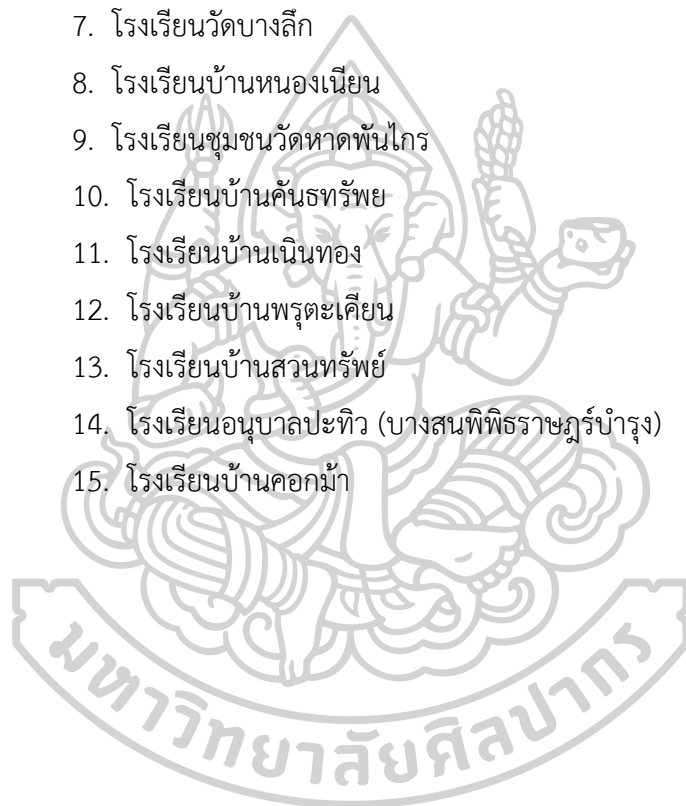 7. โรงเรียนวัดบางลึก
8. โรงเรียนบ้านหนองเนียน
9. โรงเรียนชุมชนวัดหาดพันไกร
10. โรงเรียนบ้านคันธทรัพย
11. โรงเรียนบ้านเนินทอง
12. โรงเรียนบ้านพรุตะเคียน
13. โรงเรียนบ้านสวนทรัพย์
14. โรงเรียนอนุบาลปะทิว (บางสนพิพิธราษฎร์บำรุง)
15. โรงเรียนบ้านคอกม้า
มหาวิทยาลัยศิลปากร